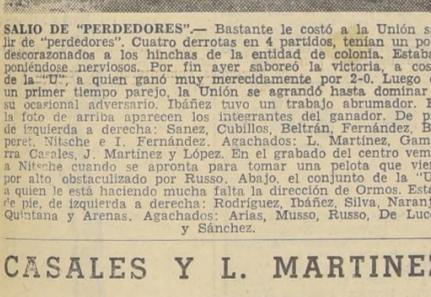 SALIO DE "PERDEDORES".— Bastante le costó a la Unión s
lir de "perdedores". Cuatro derrotas en 4 partidos, tenían un po
descorazonados a los hinchas de la entidad de colonia. Estab
poniéndose nerviosos. Por fin ayer saboreó la victoria, a co
de la "U", a quien ganó muy merecidamente por 2-0. Luego
un primer tiempo parejo, la Unión se agrandó hasta dominar
su ocasional adversario. Ibáñez tuvo un trabajo abrumador. E
la foto de arriba aparecen los integrantes del ganador. De p
de izquierda a derecha: Sanez, Cubillos, Beltrán, Fernández, B
peret, Nitsche e I. Fernández. Agachados: L. Martínez, Gam
rra Casales, J. Martínez y López. En el grabado del centro vem
a Nitsche cuando se apronta para tomar una pelota que vie
por alto obstaculizado por Russo. Abajo, el conjunto de la "U
a quien le está haciendo mucha falta la dirección de Ormos. Está
de pie, de izquierda a derecha: Rodríguez, Ibáñez, Silva, Naranj
Quintana y Arenas. Agachados: Arias, Musso, Russo, De Luc
y Sánchez.
CASALES Y L. MARTINEZ